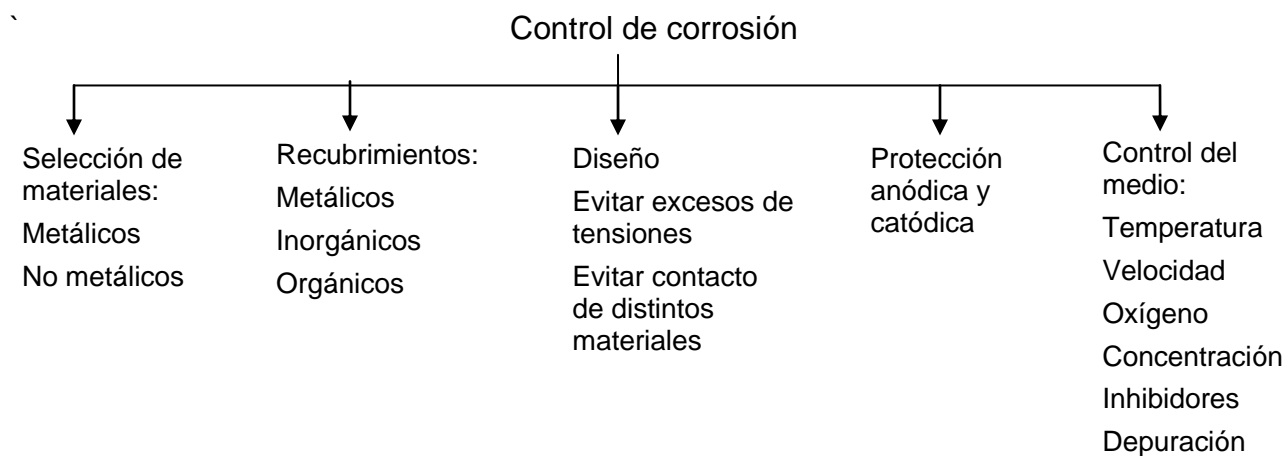 `
Control de corrosión
Selección de
materiales:
Metálicos
No metálicos
Recubrimientos:
Metálicos
Inorgánicos
Orgánicos
Diseño
Evitar excesos de
tensiones
Evitar contacto
de distintos
materiales
Protección
anódica y
catódica
Control del
medio:
Temperatura
Velocidad
Oxígeno
Concentración
Inhibidores
Depuración